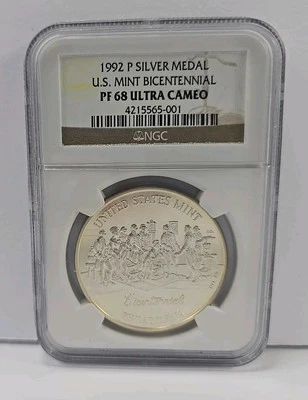 1992 P SILVER MEDAL
U.S. MINT BICENTENNIAL
PF 68 ULTRA CAMEO
4215565-001
NGC
UNITED STATES MINT